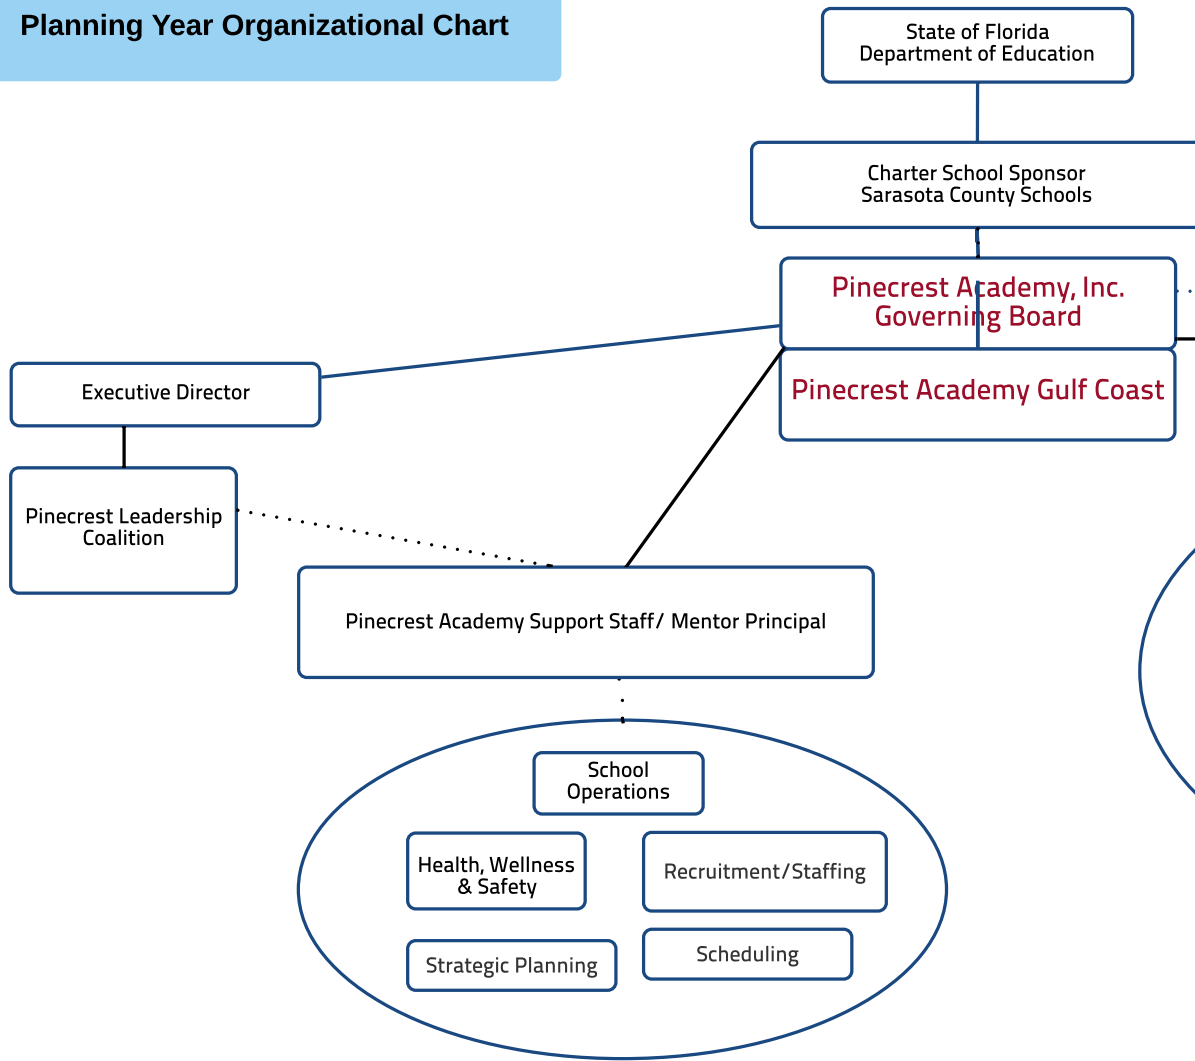 Planning Year Organizational Chart
State of Florida
Department of Education
Charter School Sponsor
Sarasota County Schools
Pinecrest Academy, Inc.
Governing Board
Pinecrest Academy Gulf Coast
Executive Director
Pinecrest Leadership
Coalition
Pinecrest Academy Support Staff/ Mentor Principal
School
Operations
Health, Wellness
& Safety
Recruitment/Staffing
Strategic Planning
Scheduling